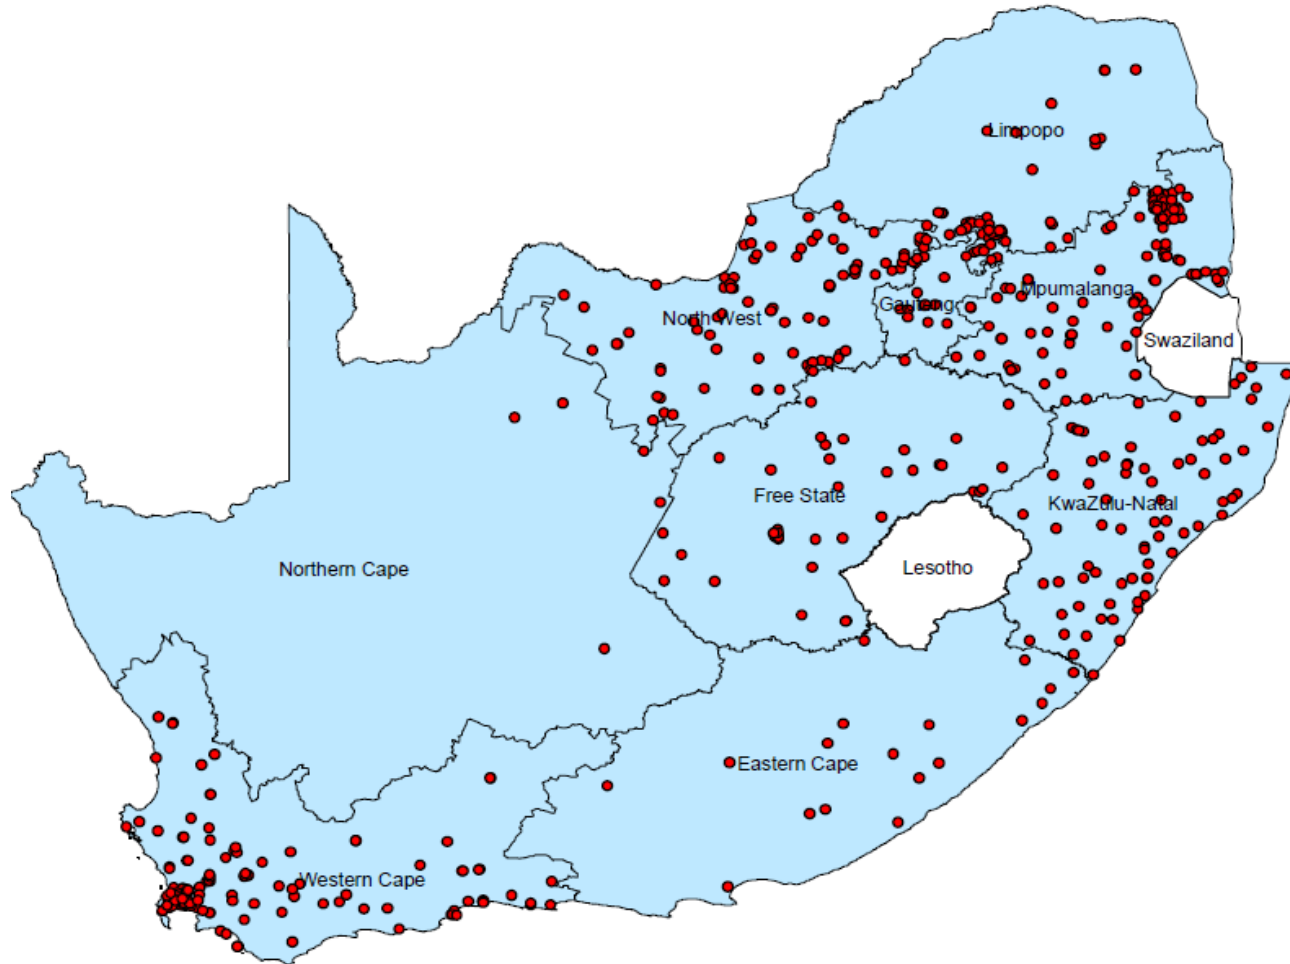 Limpopo
Mpumalanga
Gauteng
North West
Swaziland
Free State
KwaZulu-Natal
Northern Cape
Lesotho
Eastern Cape
Western Cape